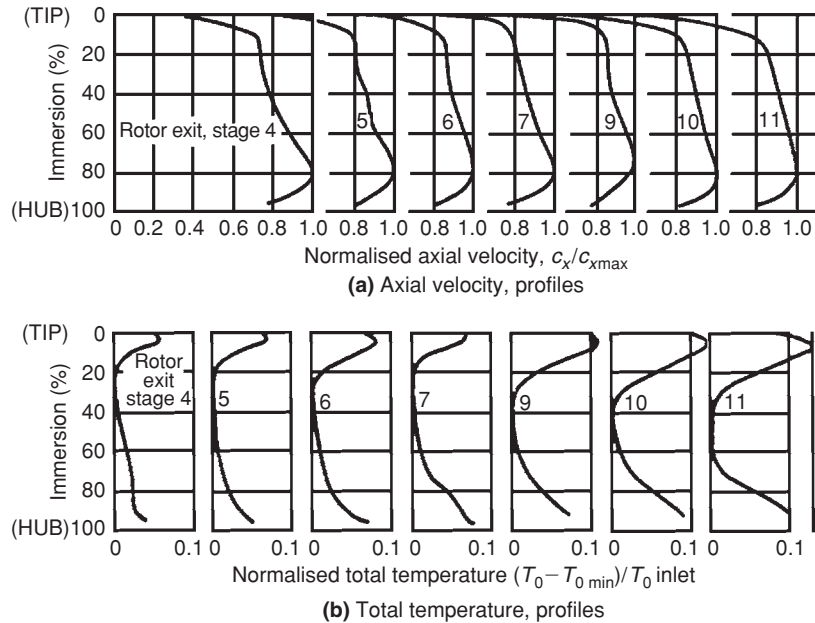 (TIP) 0
20
40
Immersion (%)
60
80
(HUB) 100
Rotor exit, stage 4
5
6
7
9
10
11
0 0.2 0.4 0.6 0.8 1.0 0.8 1.0 0.8 1.0 0.8 1.0 0.8 1.0 0.8 1.0 0.8 1.0
Normalised axial velocity, cx/cxmax
(a) Axial velocity, profiles
(TIP) 0
20
40
Immersion (%)
60
80
(HUB) 100
Rotor
exit
stage 4
5
6
7
9
10
11
0 0.1 0 0.1 0 0.1 0 0.1 0 0.1 0 0.1 0 0.1
Normalised total temperature (T0–T0 min)/T0 inlet
(b) Total temperature, profiles